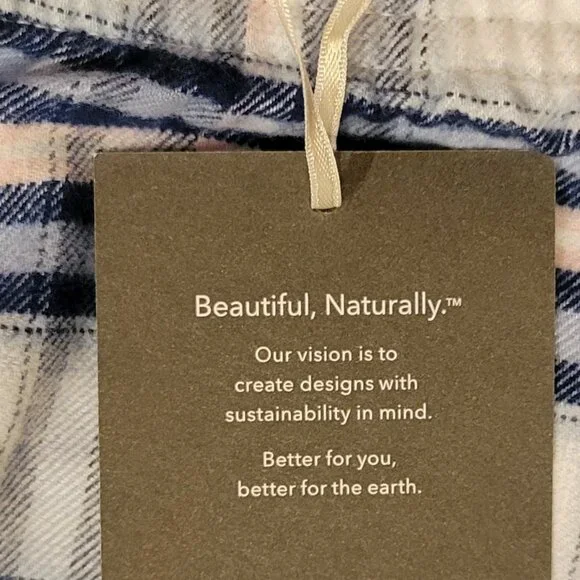 Beautiful, Naturally.™
Our vision is to
create designs with
sustainability in mind.
Better for you,
better for the earth.